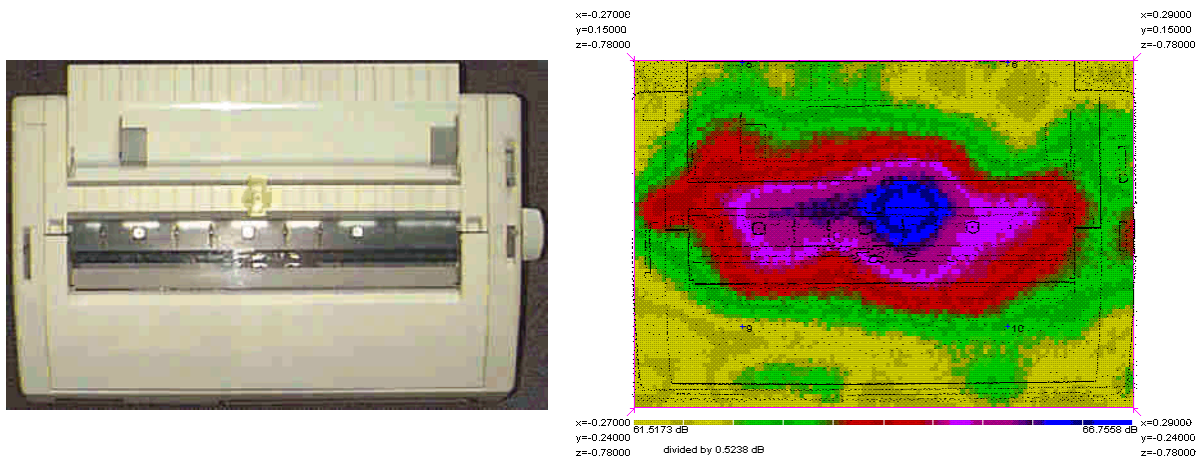 x=-0.27000
y=0.15000
z=-0.78000
x=0.29000
y=0.15000
z=-0.78000
9
10
x=-0.27000
y=-0.24000
z=-0.78000
61.5173 dB
66.7558 dB
divided by 0.5238 dB
x=0.29000
y=-0.24000
z=-0.78000